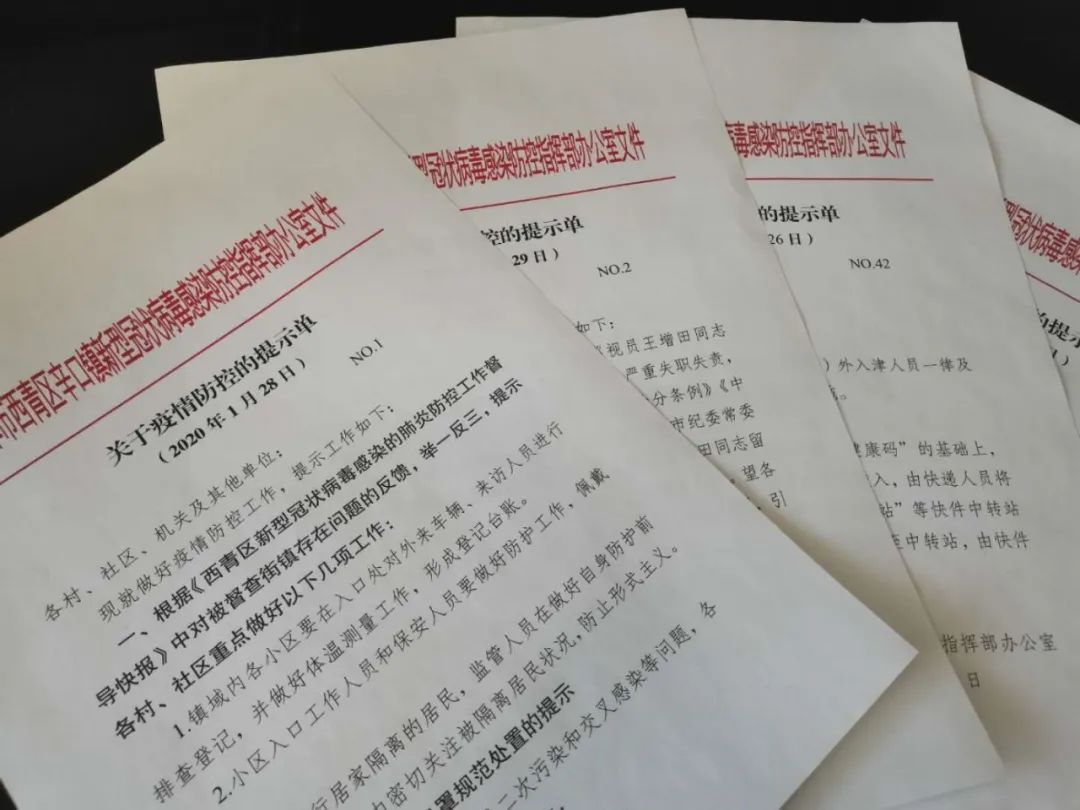 市西青区辛口镇新型冠状病毒感染防控指挥部办公室文件
关于疫情防控的提示单
（2020年1月28日）
NO.1
各村、社区、机关及其他单位：
现就做好疫情防控工作，提示工作如下：
一、根据《西青区新型冠状病毒感染的肺炎防控工作督
导快报》中对被督查街镇存在问题的反馈，举一反三，提示
各村、社区重点做好以下几项工作：
1.镇域内各小区要在入口处对外来车辆、来访人员进行
排查登记，并做好体温测量工作，形成登记台账。
2.小区入口工作人员和保安人员要做好防护工作，佩戴
行居家隔离的居民，监管人员在做好自身防护前
密切关注被隔离居民状况，防止形式主义。
置规范处置的提示
二次污染和交叉感染等问题，各
型冠状病毒感染防控指挥部办公室文件
控的提示单
29日）
NO.2
如下：
视员王增田同志
严重失职失责，
分条例》《中
市纪委常委
田同志留
望各
，引
病毒感染防控指挥部办公室文件
的提示单
26日）
NO.42
）外入津人员一律及
。
健康码”的基础上，
入，由快递人员将
站”等快件中转站
至中转站，由快件
指挥部办公室
日
型冠状病毒感染
的提示单